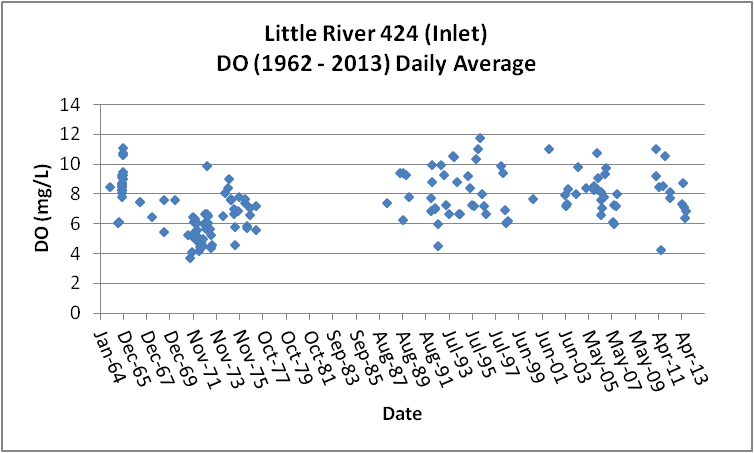 Little River 424 (Inlet)
DO (1962 - 2013) Daily Average
DO (mg/L)
14
12
10
8
6
4
2
0
Jan-64
Dec-65
Dec-67
Dec-69
Nov-71
Nov-73
Nov-75
Oct-77
Oct-79
Oct-81
Sep-83
Sep-85
Aug-87
Aug-89
Aug-91
Jul-93
Jul-95
Jul-97
Jun-99
Jun-01
Jun-03
May-05
May-07
May-09
Apr-11
Apr-13
Date